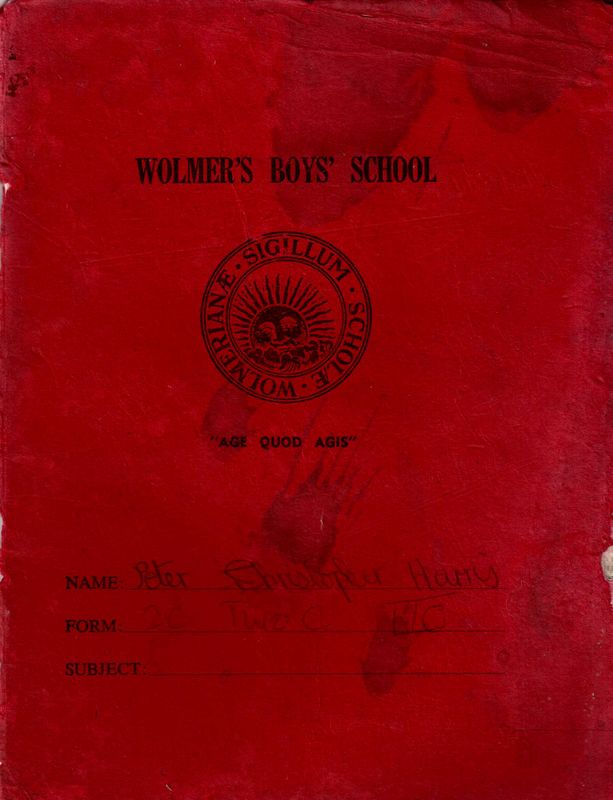 WOLMER'S BOYS' SCHOOL
SIGILLUM · SCHOLÆ · WOLMERIANÆ ·
"AGE QUOD AGIS"
NAME: Peter Christopher Harris
FORM: 2C Two C
SUBJECT: